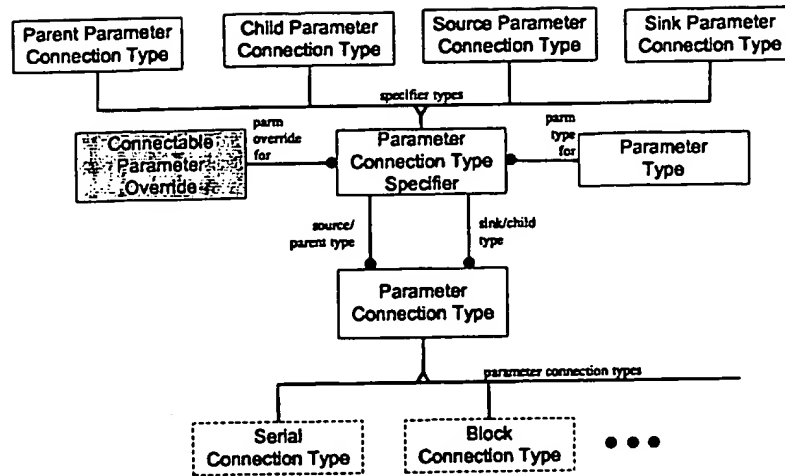 Parent Parameter
Connection Type
Child Parameter
Connection Type
Source Parameter
Connection Type
Sink Parameter
Connection Type
specifier types
Connectable
Parameter
Override
parm
override
for
Parameter
Connection Type
Specifier
parm
type
for
Parameter
Type
source/
parent type
sink/child
type
Parameter
Connection Type
parameter connection types
Serial
Connection Type
Block
Connection Type